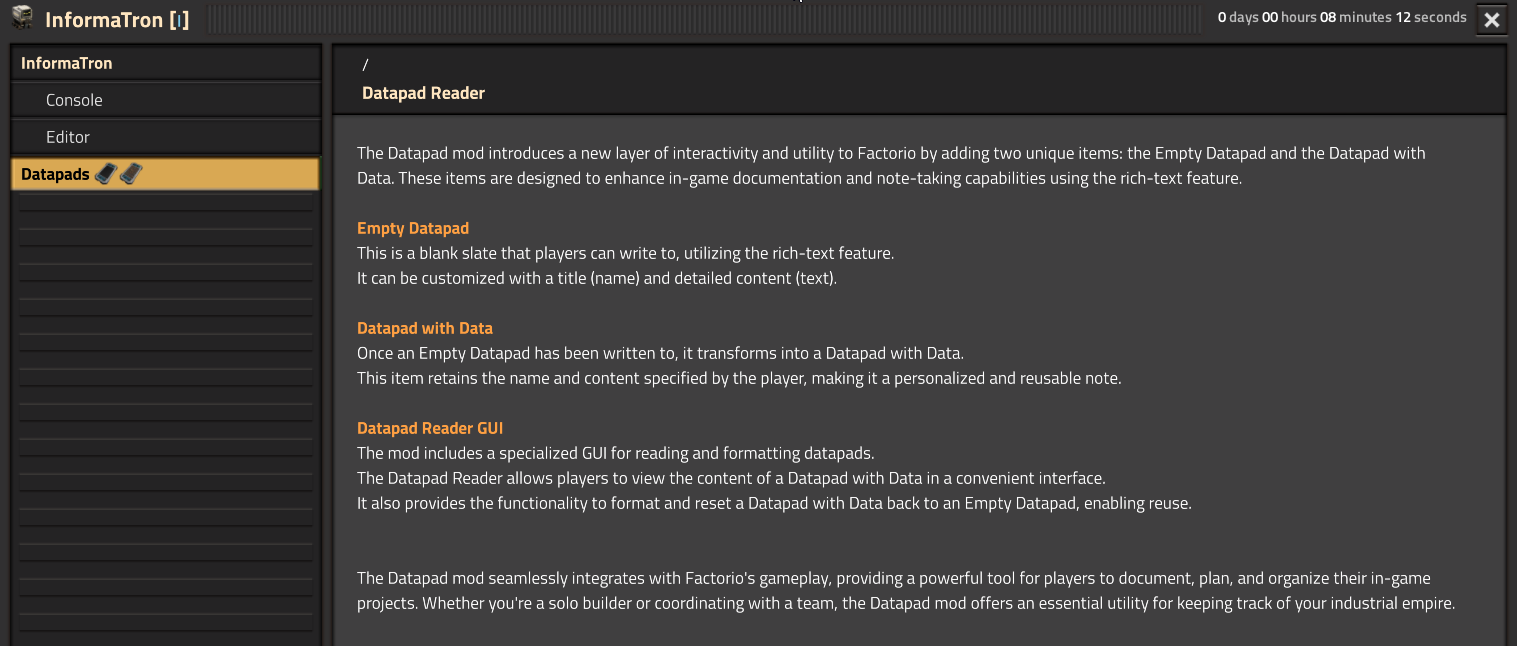 InformaTron [I]
0 days 00 hours 08 minutes 12 seconds
InformaTron
Console
Editor
Datapads
/
Datapad Reader
The Datapad mod introduces a new layer of interactivity and utility to Factorio by adding two unique items: the Empty Datapad and the Datapad with
Data. These items are designed to enhance in-game documentation and note-taking capabilities using the rich-text feature.
Empty Datapad
This is a blank slate that players can write to, utilizing the rich-text feature.
It can be customized with a title (name) and detailed content (text).
Datapad with Data
Once an Empty Datapad has been written to, it transforms into a Datapad with Data.
This item retains the name and content specified by the player, making it a personalized and reusable note.
Datapad Reader GUI
The mod includes a specialized GUI for reading and formatting datapads.
The Datapad Reader allows players to view the content of a Datapad with Data in a convenient interface.
It also provides the functionality to format and reset a Datapad with Data back to an Empty Datapad, enabling reuse.
The Datapad mod seamlessly integrates with Factorio's gameplay, providing a powerful tool for players to document, plan, and organize their in-game
projects. Whether you're a solo builder or coordinating with a team, the Datapad mod offers an essential utility for keeping track of your industrial empire.